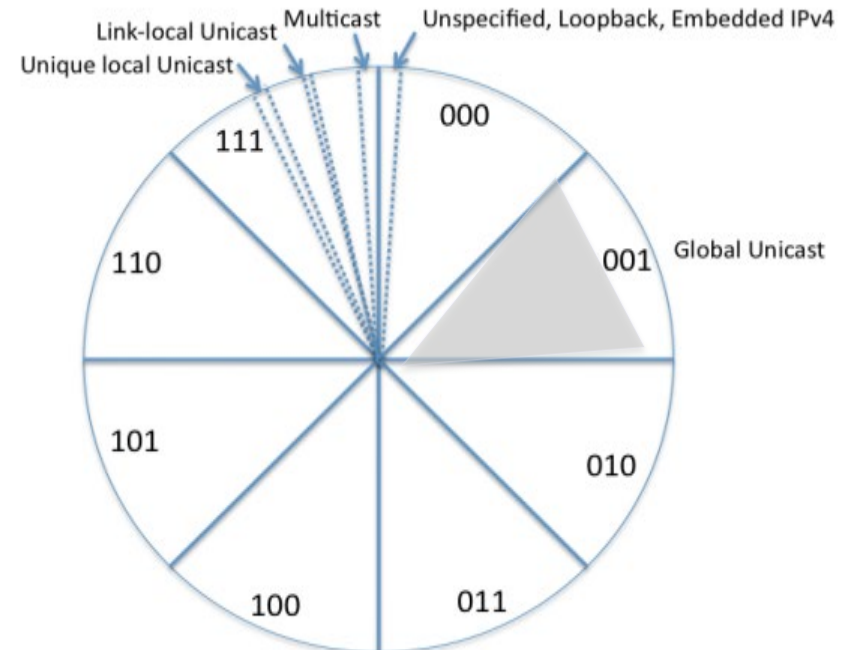 Multicast
Unspecified, Loopback, Embedded IPv4
Link-local Unicast
Unique local Unicast
000
111
001
Global Unicast
110
101
010
100
011